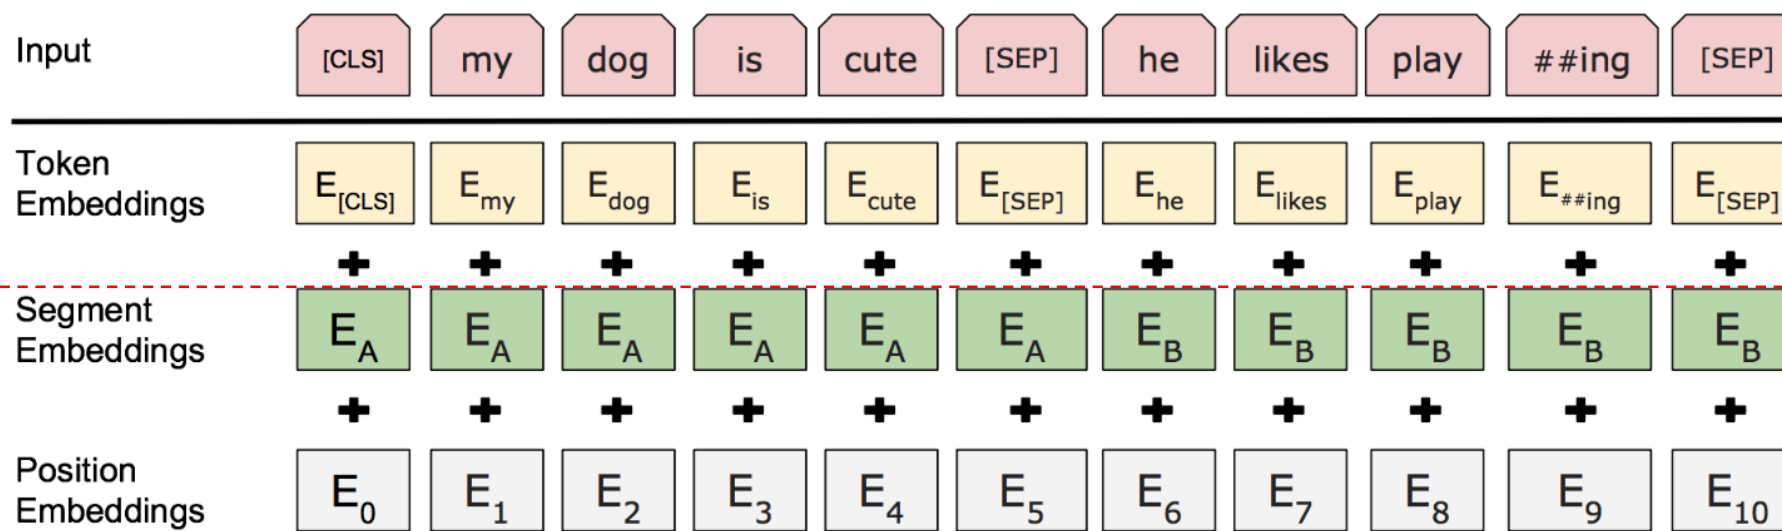 Input [CLS] my dog is cute [SEP] he likes play ##ing [SEP]
Token Embeddings E[CLS] Emy Edog Eis Ecute E[SEP] Ehe Elikes Eplay E##ing E[SEP]
+ + + + + + + + + + +
Segment Embeddings EA EA EA EA EA EA EB EB EB EB EB
+ + + + + + + + + + +
Position Embeddings E0 E1 E2 E3 E4 E5 E6 E7 E8 E9 E10